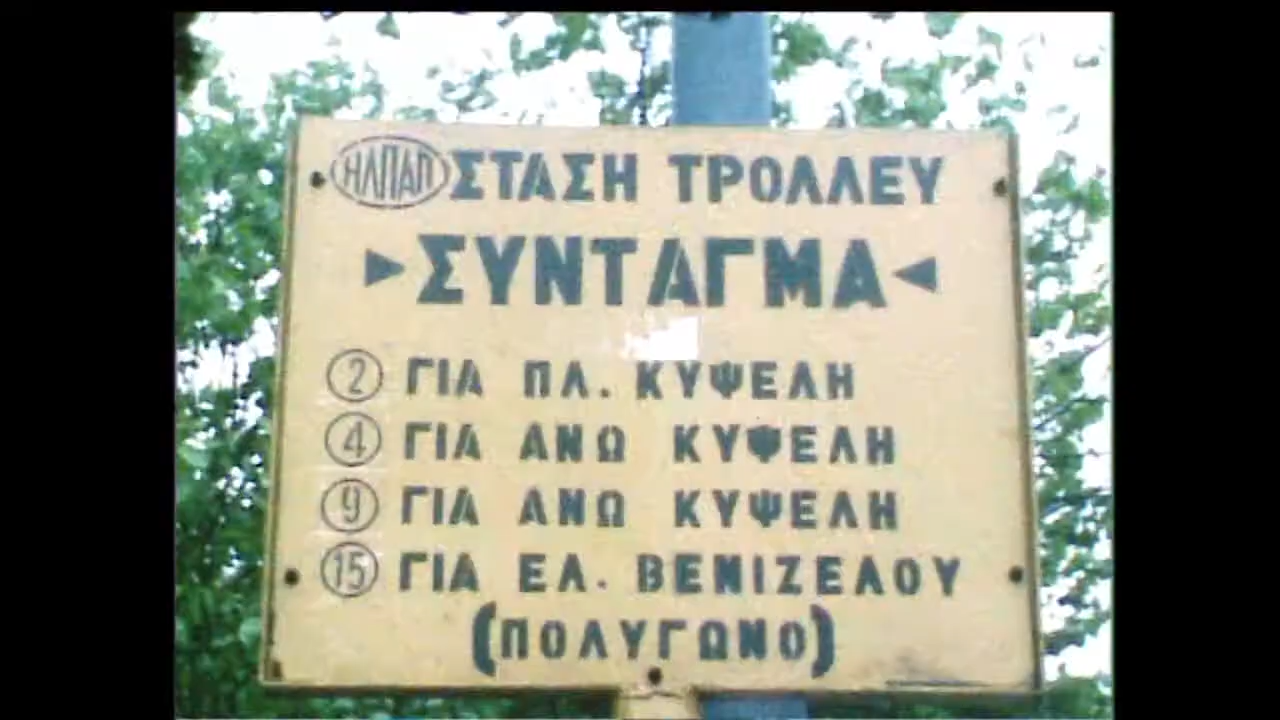 ΗΛΠΑΠ ΣΤΑΣΗ ΤΡΟΛΛΕΥ
ΣΥΝΤΑΓΜΑ
2 ΓΙΑ ΠΛ. ΚΥΨΕΛΗ
4 ΓΙΑ ΑΝΩ ΚΥΨΕΛΗ
9 ΓΙΑ ΑΝΩ ΚΥΨΕΛΗ
15 ΓΙΑ ΕΛ. ΒΕΝΙΖΕΛΟΥ
(ΠΟΛΥΓΩΝΟ)